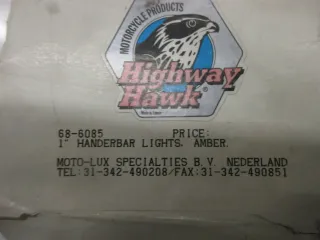 MOTORCYCLE PRODUCTS
Highway
Hawk
68-6085 PRICE:
1" HANDERBAR LIGHTS, AMBER.
MOTO-LUX SPECIALTIES B.V. NEDERLAND
TEL:31-342-490208/FAX:31-342-490851